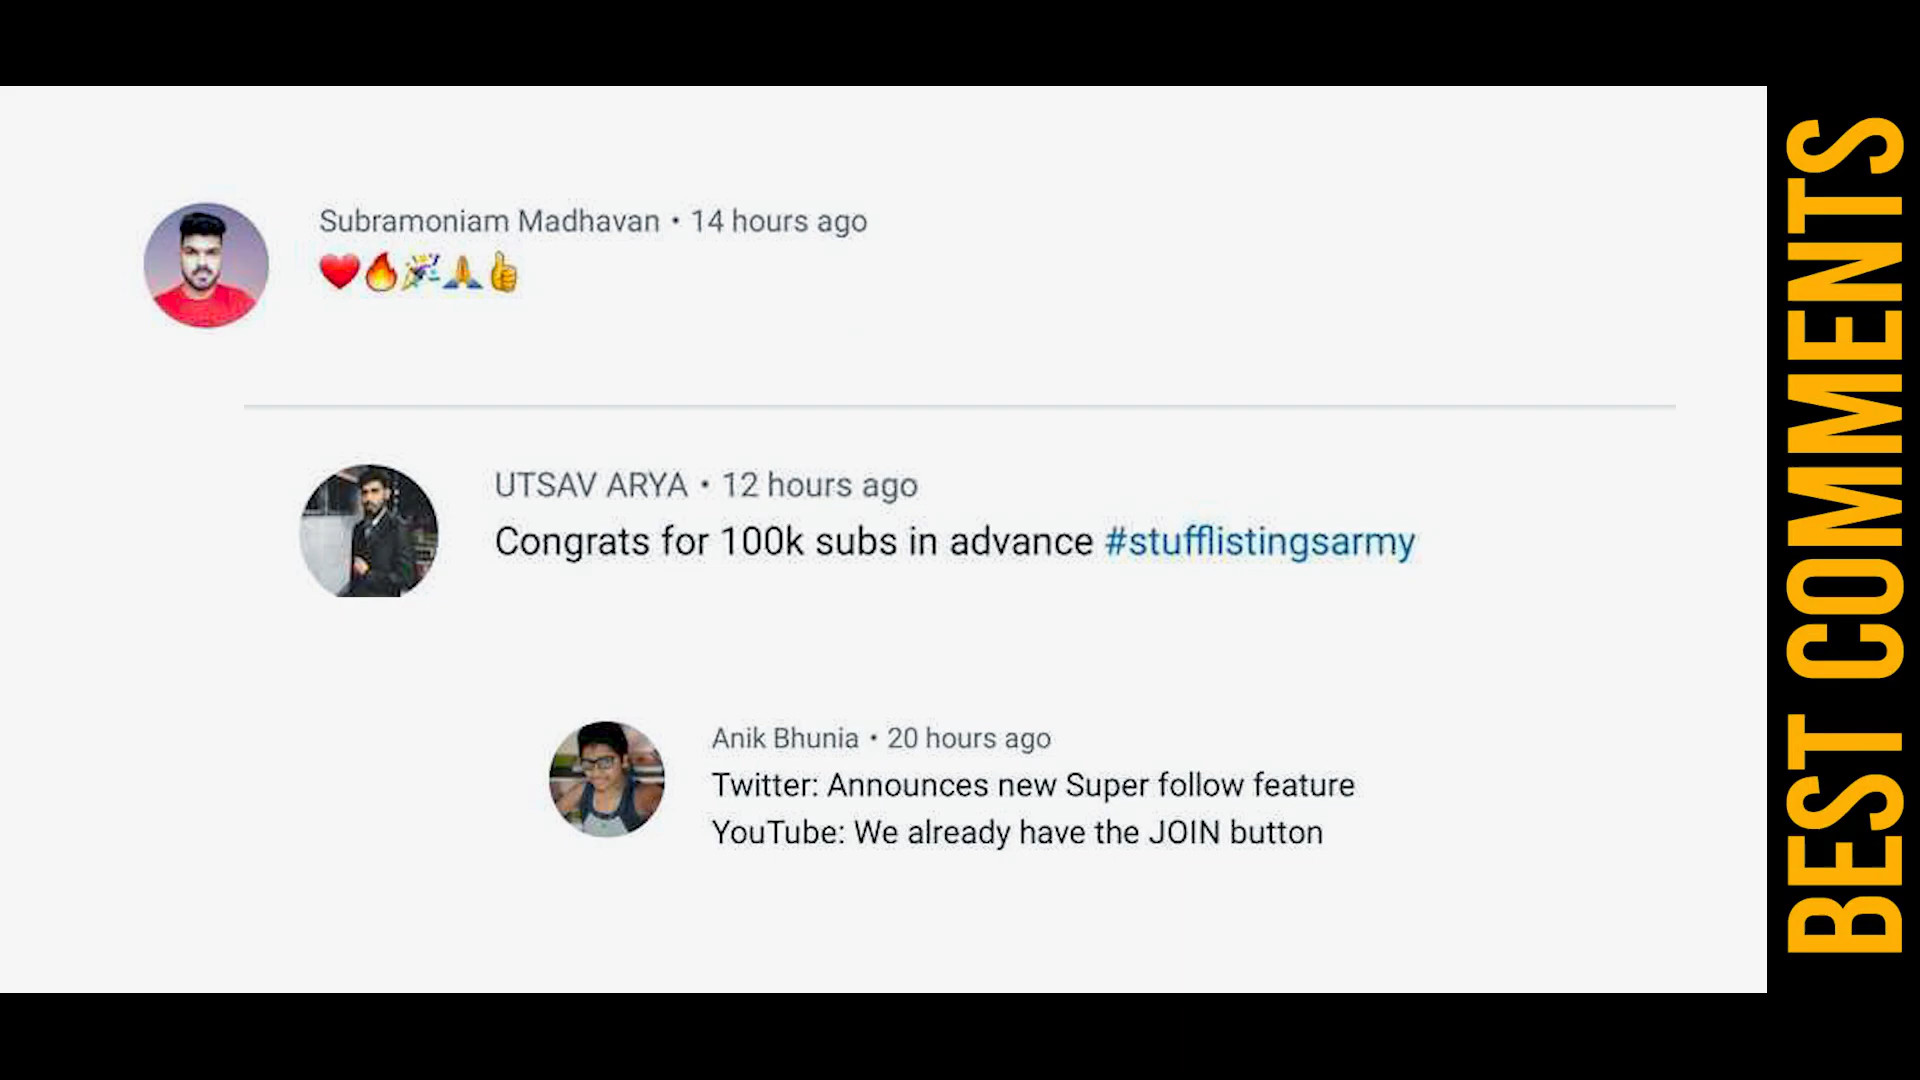 Subramoniam Madhavan • 14 hours ago
❤️🔥🎉🙏👍
UTSAV ARYA • 12 hours ago
Congrats for 100k subs in advance #stufflistingsarmy
Anik Bhunia • 20 hours ago
Twitter: Announces new Super follow feature
YouTube: We already have the JOIN button
BEST COMMENTS